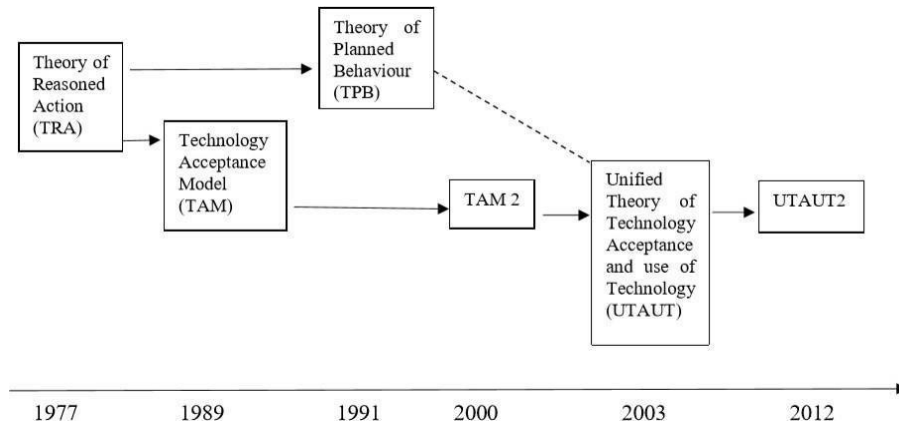 Theory of
Reasoned
Action
(TRA)
Theory of
Planned
Behaviour
(TPB)
Technology
Acceptance
Model
(TAM)
TAM 2
Unified
Theory of
Technology
Acceptance
and use of
Technology
(UTAUT)
UTAUT2
1977 1989 1991 2000 2003 2012